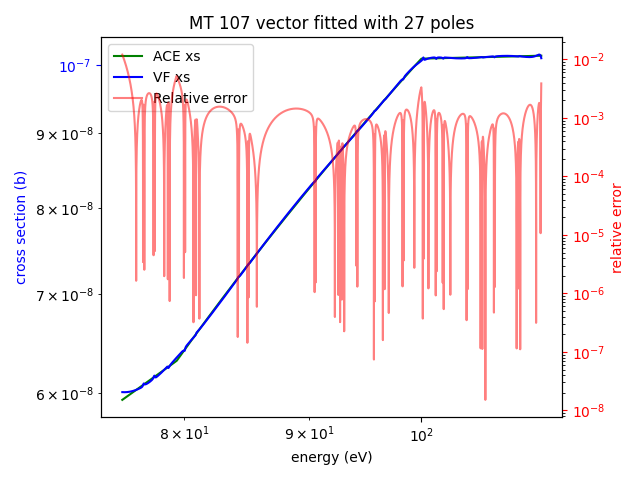 MT 107 vector fitted with 27 poles
ACE xs
VF xs
Relative error
cross section (b)
10⁻⁷
9 × 10⁻⁸
8 × 10⁻⁸
7 × 10⁻⁸
6 × 10⁻⁸
10⁻²
10⁻³
10⁻⁴
10⁻⁵
10⁻⁶
10⁻⁷
10⁻⁸
relative error
8 × 10¹
9 × 10¹
10²
energy (eV)